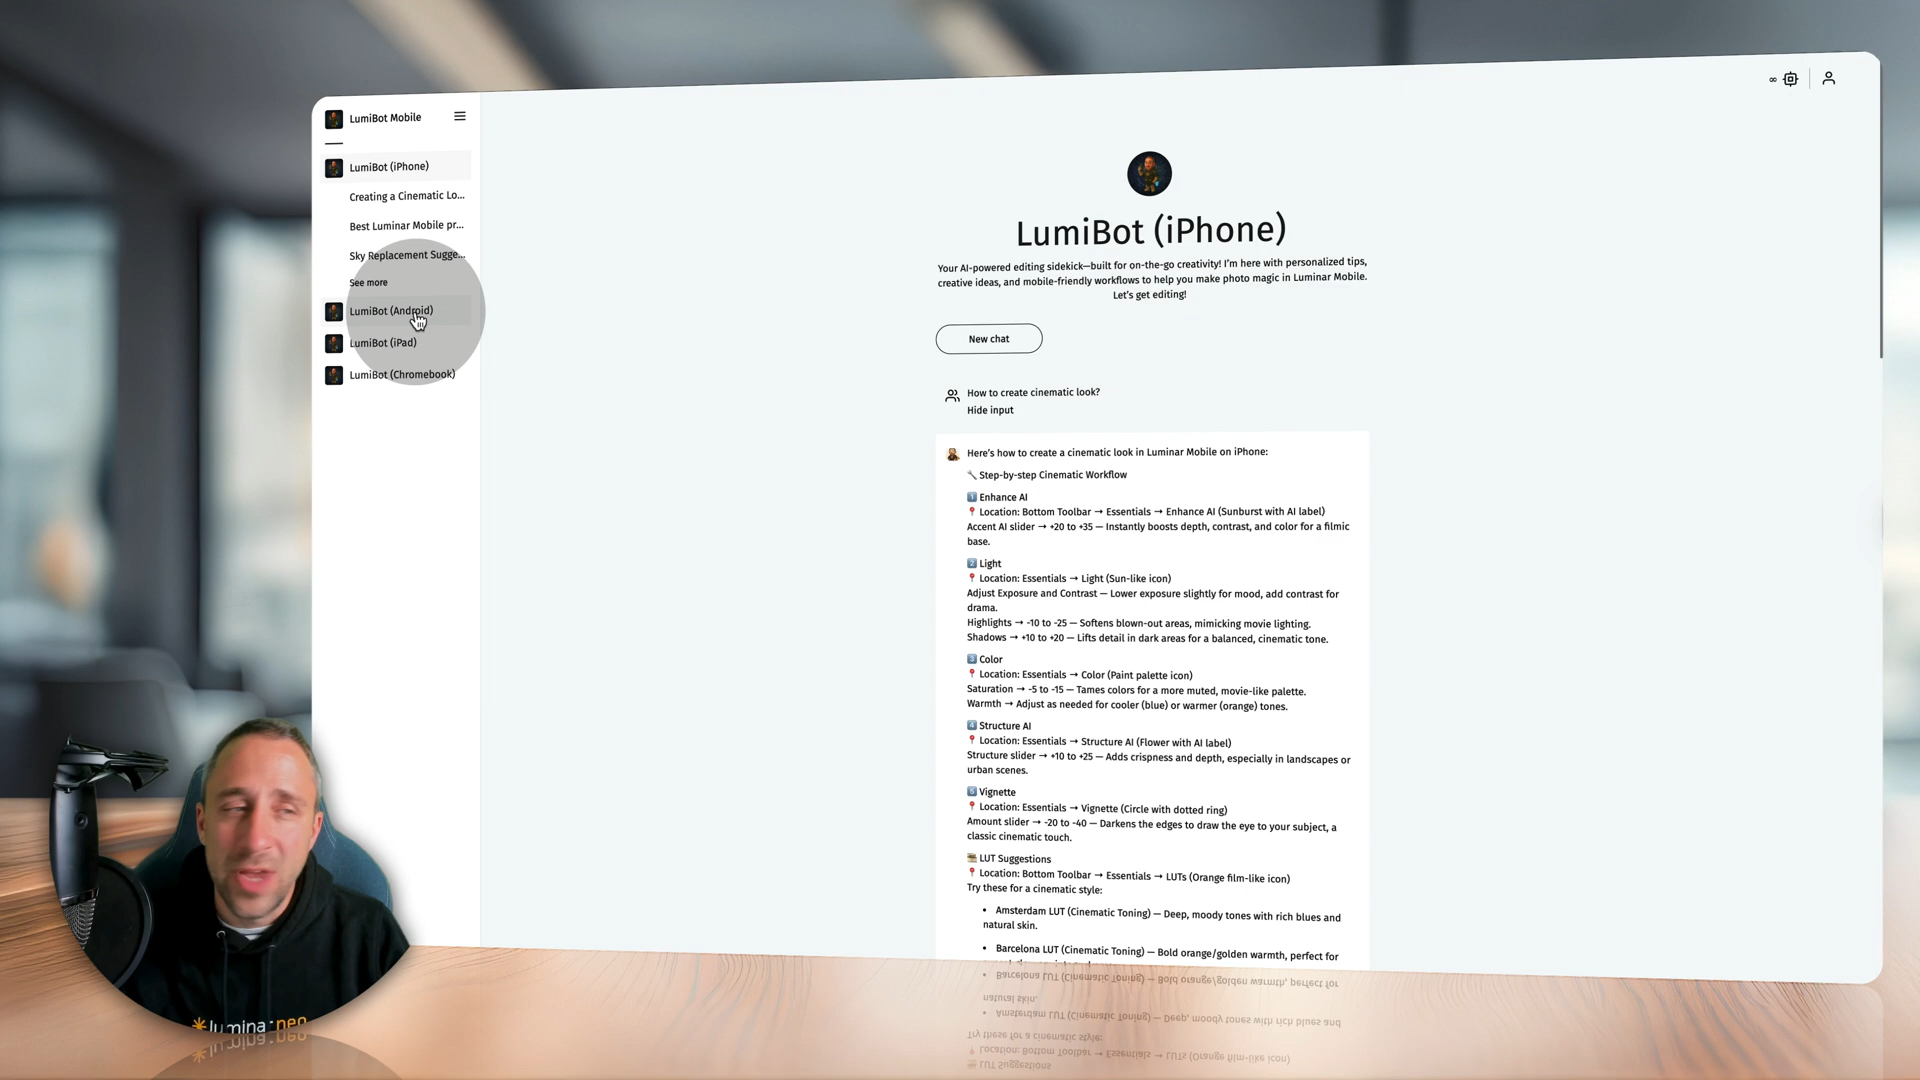 LumiBot Mobile
LumiBot (iPhone)
Creating a Cinematic Lo...
Best Luminar Mobile pr...
Sky Replacement Sugge...
See more
LumiBot (Android)
LumiBot (iPad)
LumiBot (Chromebook)
∞
LumiBot (iPhone)
Your AI-powered editing sidekick—built for on-the-go creativity! I'm here with personalized tips,
creative ideas, and mobile-friendly workflows to help you make photo magic in Luminar Mobile.
Let's get editing!
New chat
How to create cinematic look?
Hide input
Here's how to create a cinematic look in Luminar Mobile on iPhone:
🔧 Step-by-step Cinematic Workflow
1️⃣ Enhance AI
📍 Location: Bottom Toolbar → Essentials → Enhance AI (Sunburst with AI label)
Accent AI slider → +20 to +35 — Instantly boosts depth, contrast, and color for a filmic
base.
2️⃣ Light
📍 Location: Essentials → Light (Sun-like icon)
Adjust Exposure and Contrast — Lower exposure slightly for mood, add contrast for
drama.
Highlights → -10 to -25 — Softens blown-out areas, mimicking movie lighting.
Shadows → +10 to +20 — Lifts detail in dark areas for a balanced, cinematic tone.
3️⃣ Color
📍 Location: Essentials → Color (Paint palette icon)
Saturation → -5 to -15 — Tames colors for a more muted, movie-like palette.
Warmth → Adjust as needed for cooler (blue) or warmer (orange) tones.
4️⃣ Structure AI
📍 Location: Essentials → Structure AI (Flower with AI label)
Structure slider → +10 to +25 — Adds crispness and depth, especially in landscapes or
urban scenes.
5️⃣ Vignette
📍 Location: Essentials → Vignette (Circle with dotted ring)
Amount slider → -20 to -40 — Darkens the edges to draw the eye to your subject, a
classic cinematic touch.
🎞️ LUT Suggestions
📍 Location: Bottom Toolbar → Essentials → LUTs (Orange film-like icon)
Try these for a cinematic style:
• Amsterdam LUT (Cinematic Toning) — Deep, moody tones with rich blues and
natural skin.
• Barcelona LUT (Cinematic Toning) — Bold orange/golden warmth, perfect for